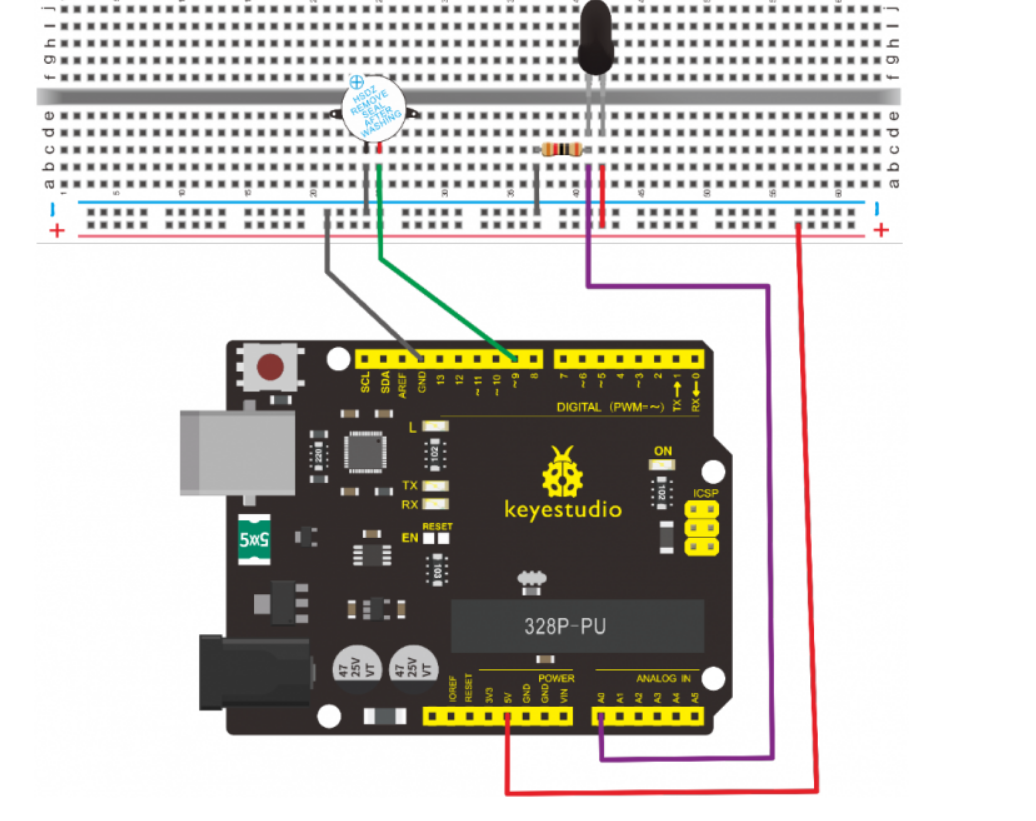 j
i
h
g
f
j
i
h
g
f
HSDZ
REMOVE
SEAL
AFTER
WASHING
e
d
c
b
a
e
d
c
b
a
1
5
10
15
20
35
40
45
50
55
60
−
+
−
+
SCL
SDA
AREF
GND
13
12
~11
~10
~9
8
7
~6
~5
4
~3
2
TX→1
RX←0
DIGITAL (PWM=~)
L
220
102
TX
RX
ON
102
ICSP
keyestudio
RESET
EN
103
5xx5
328P-PU
47
25V
VT
47
25V
VT
POWER
ANALOG IN
IOREF
RESET
3V3
5V
GND
GND
VIN
A0
A1
A2
A3
A4
A5